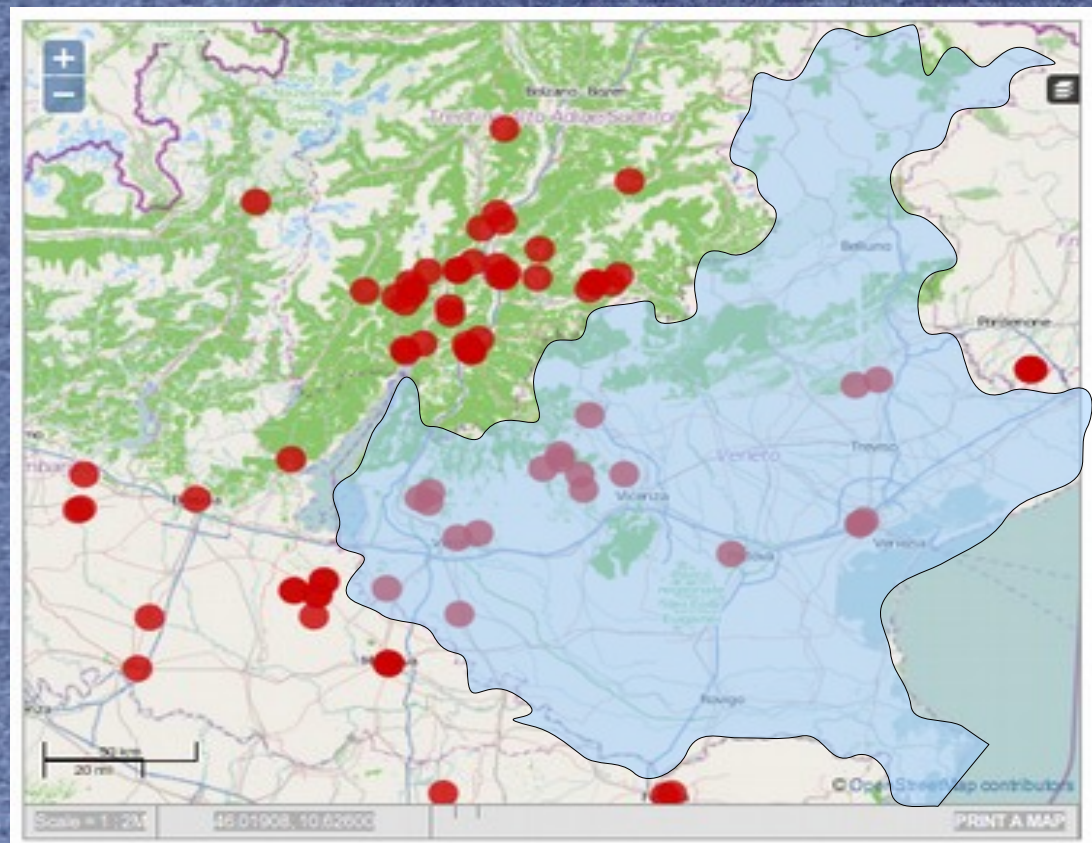 +
−
Bolzano - Bozen
Trentino-Alto Adige/Südtirol
Belluno
Pordenone
Treviso
Veneto
Vicenza
Venezia
Rovigo
50 km
20 mi
© OpenStreetMap contributors
Scale = 1 : 2M
46.01908, 10.62600
PRINT A MAP